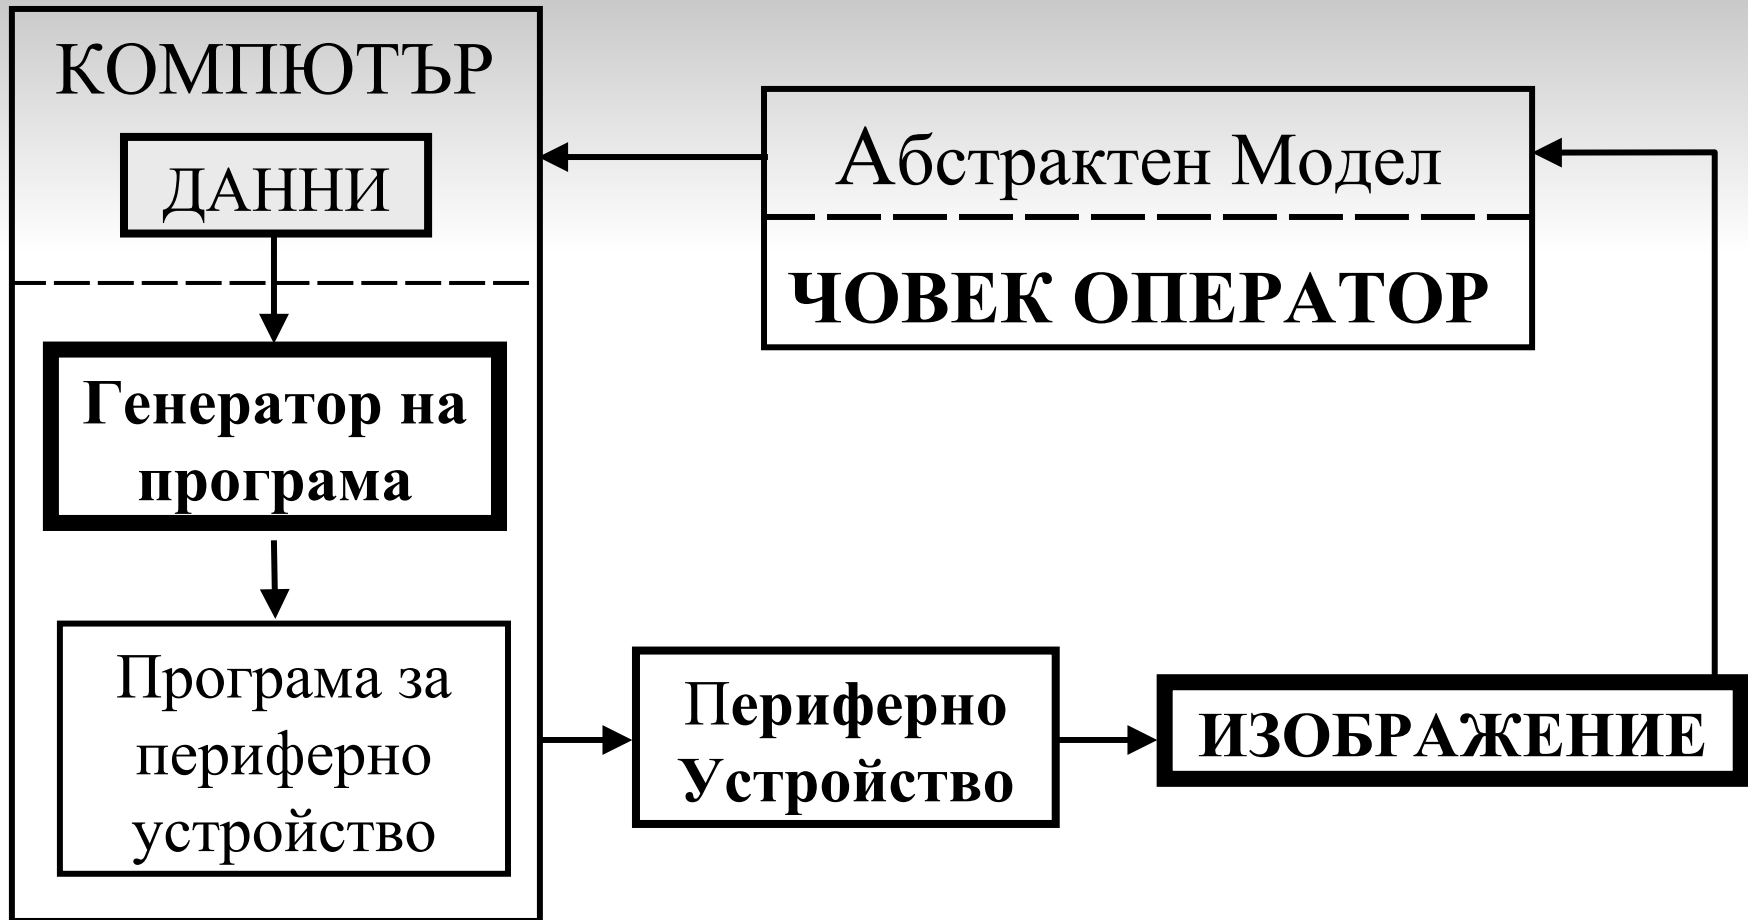 КОМПЮТЪР
ДАННИ
Генератор на
програма
Програма за
периферно
устройство
Абстрактен Модел
ЧОВЕК ОПЕРАТОР
Периферно
Устройство
ИЗОБРАЖЕНИЕ